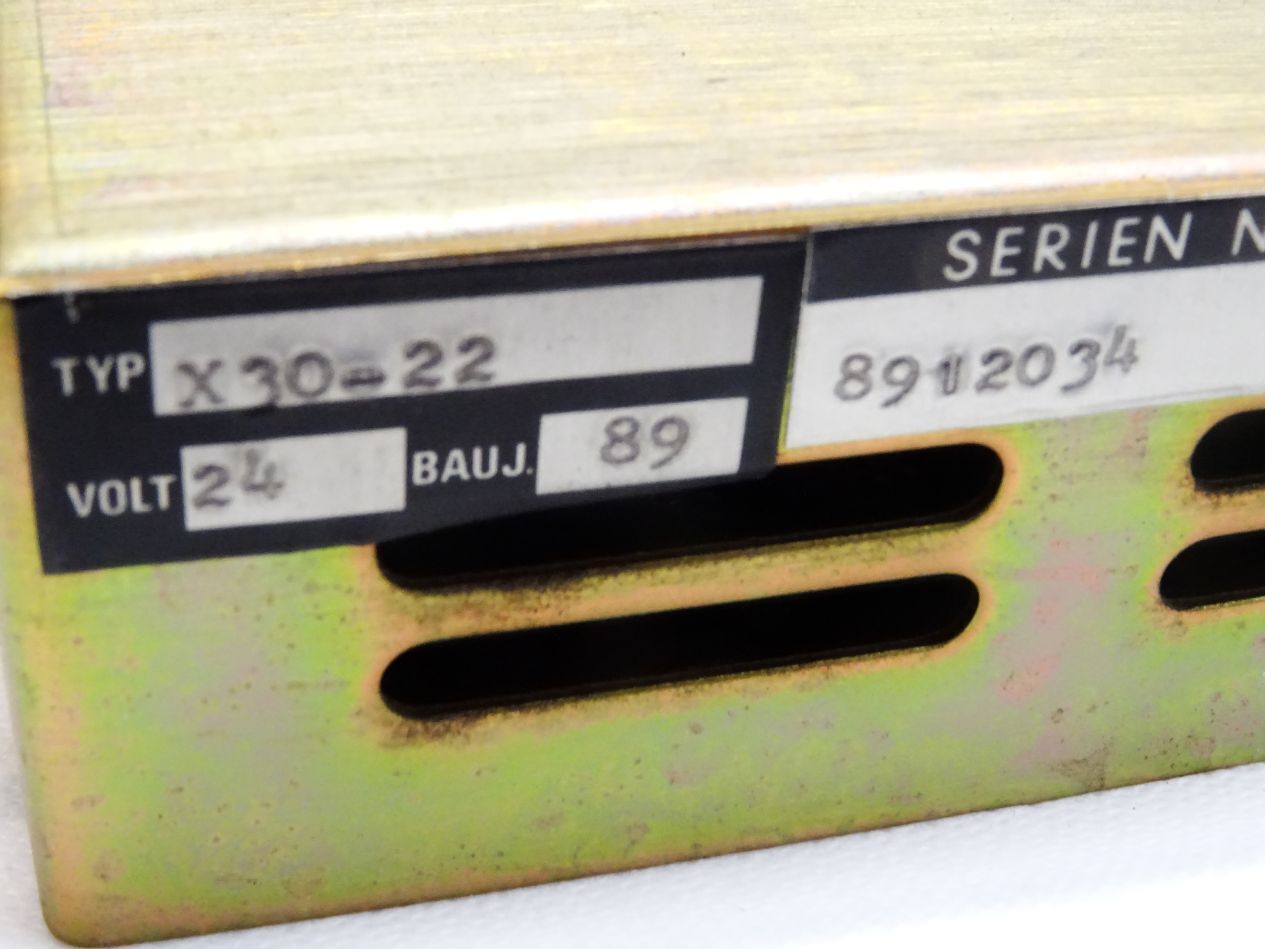 TYP X30-22
VOLT 24 BAUJ. 89
SERIEN N
8912034